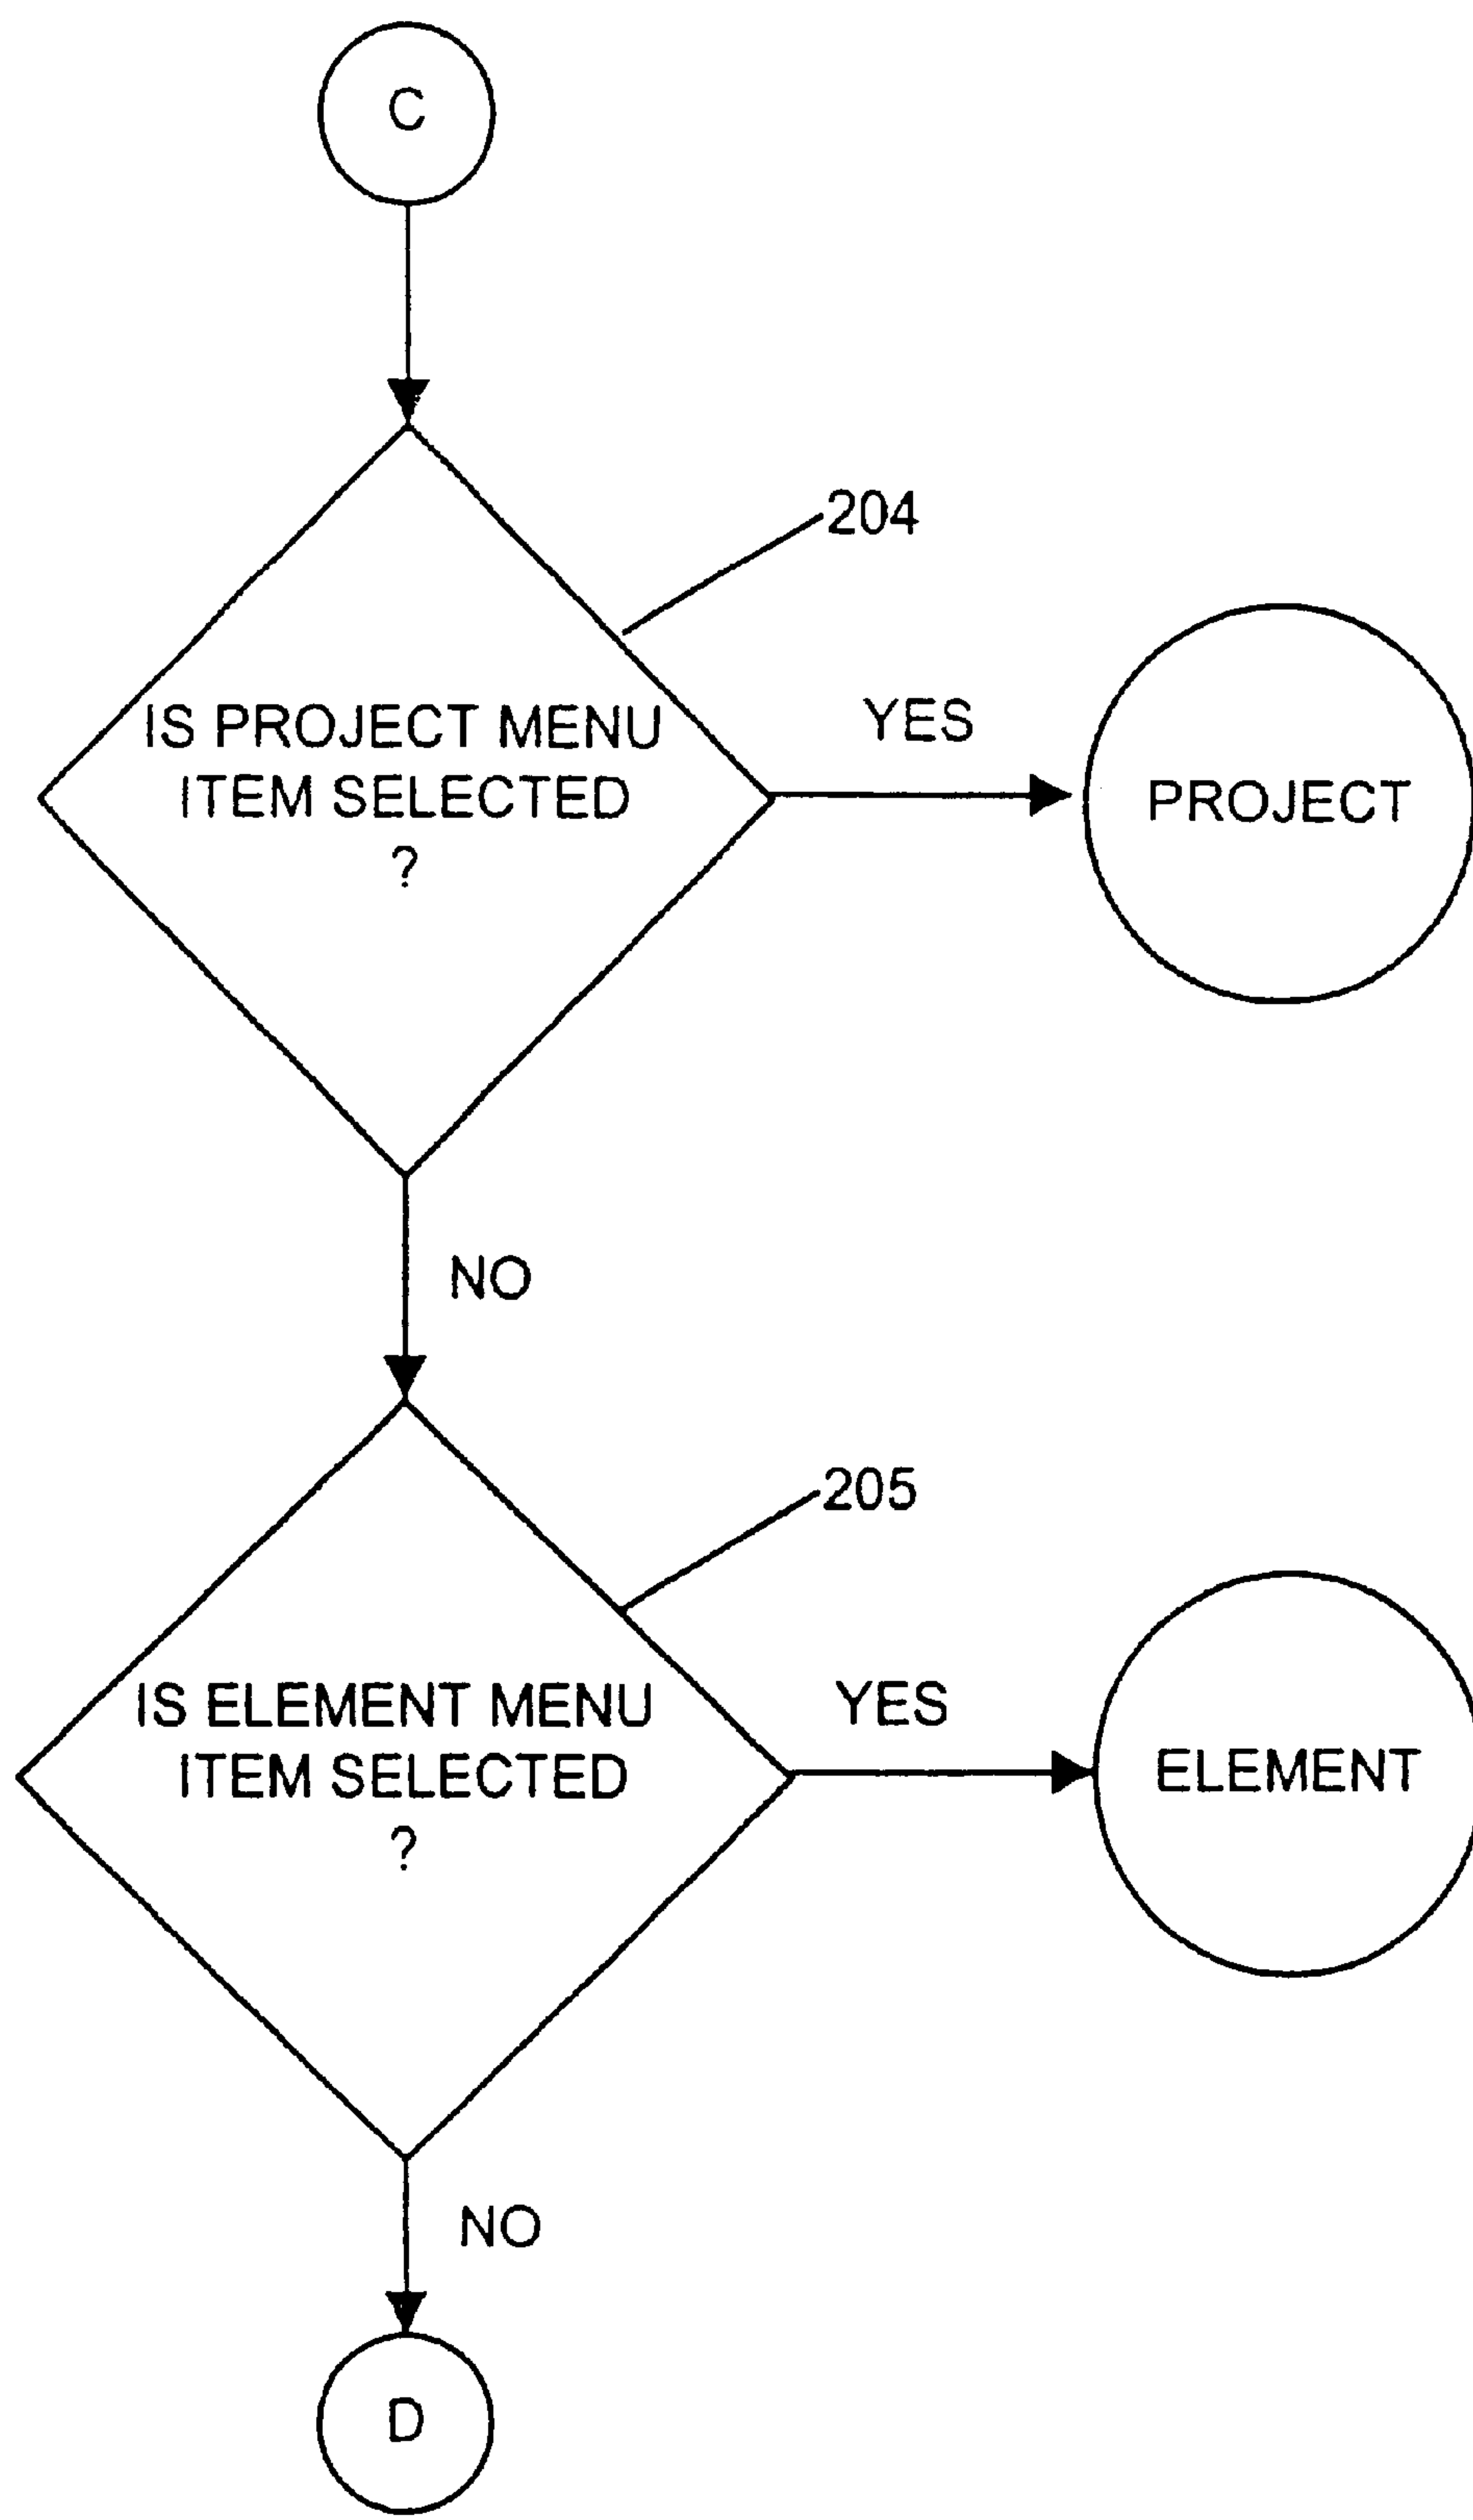 C
204
IS PROJECT MENU
ITEM SELECTED
?
YES
PROJECT
NO
205
IS ELEMENT MENU
ITEM SELECTED
?
YES
ELEMENT
NO
D